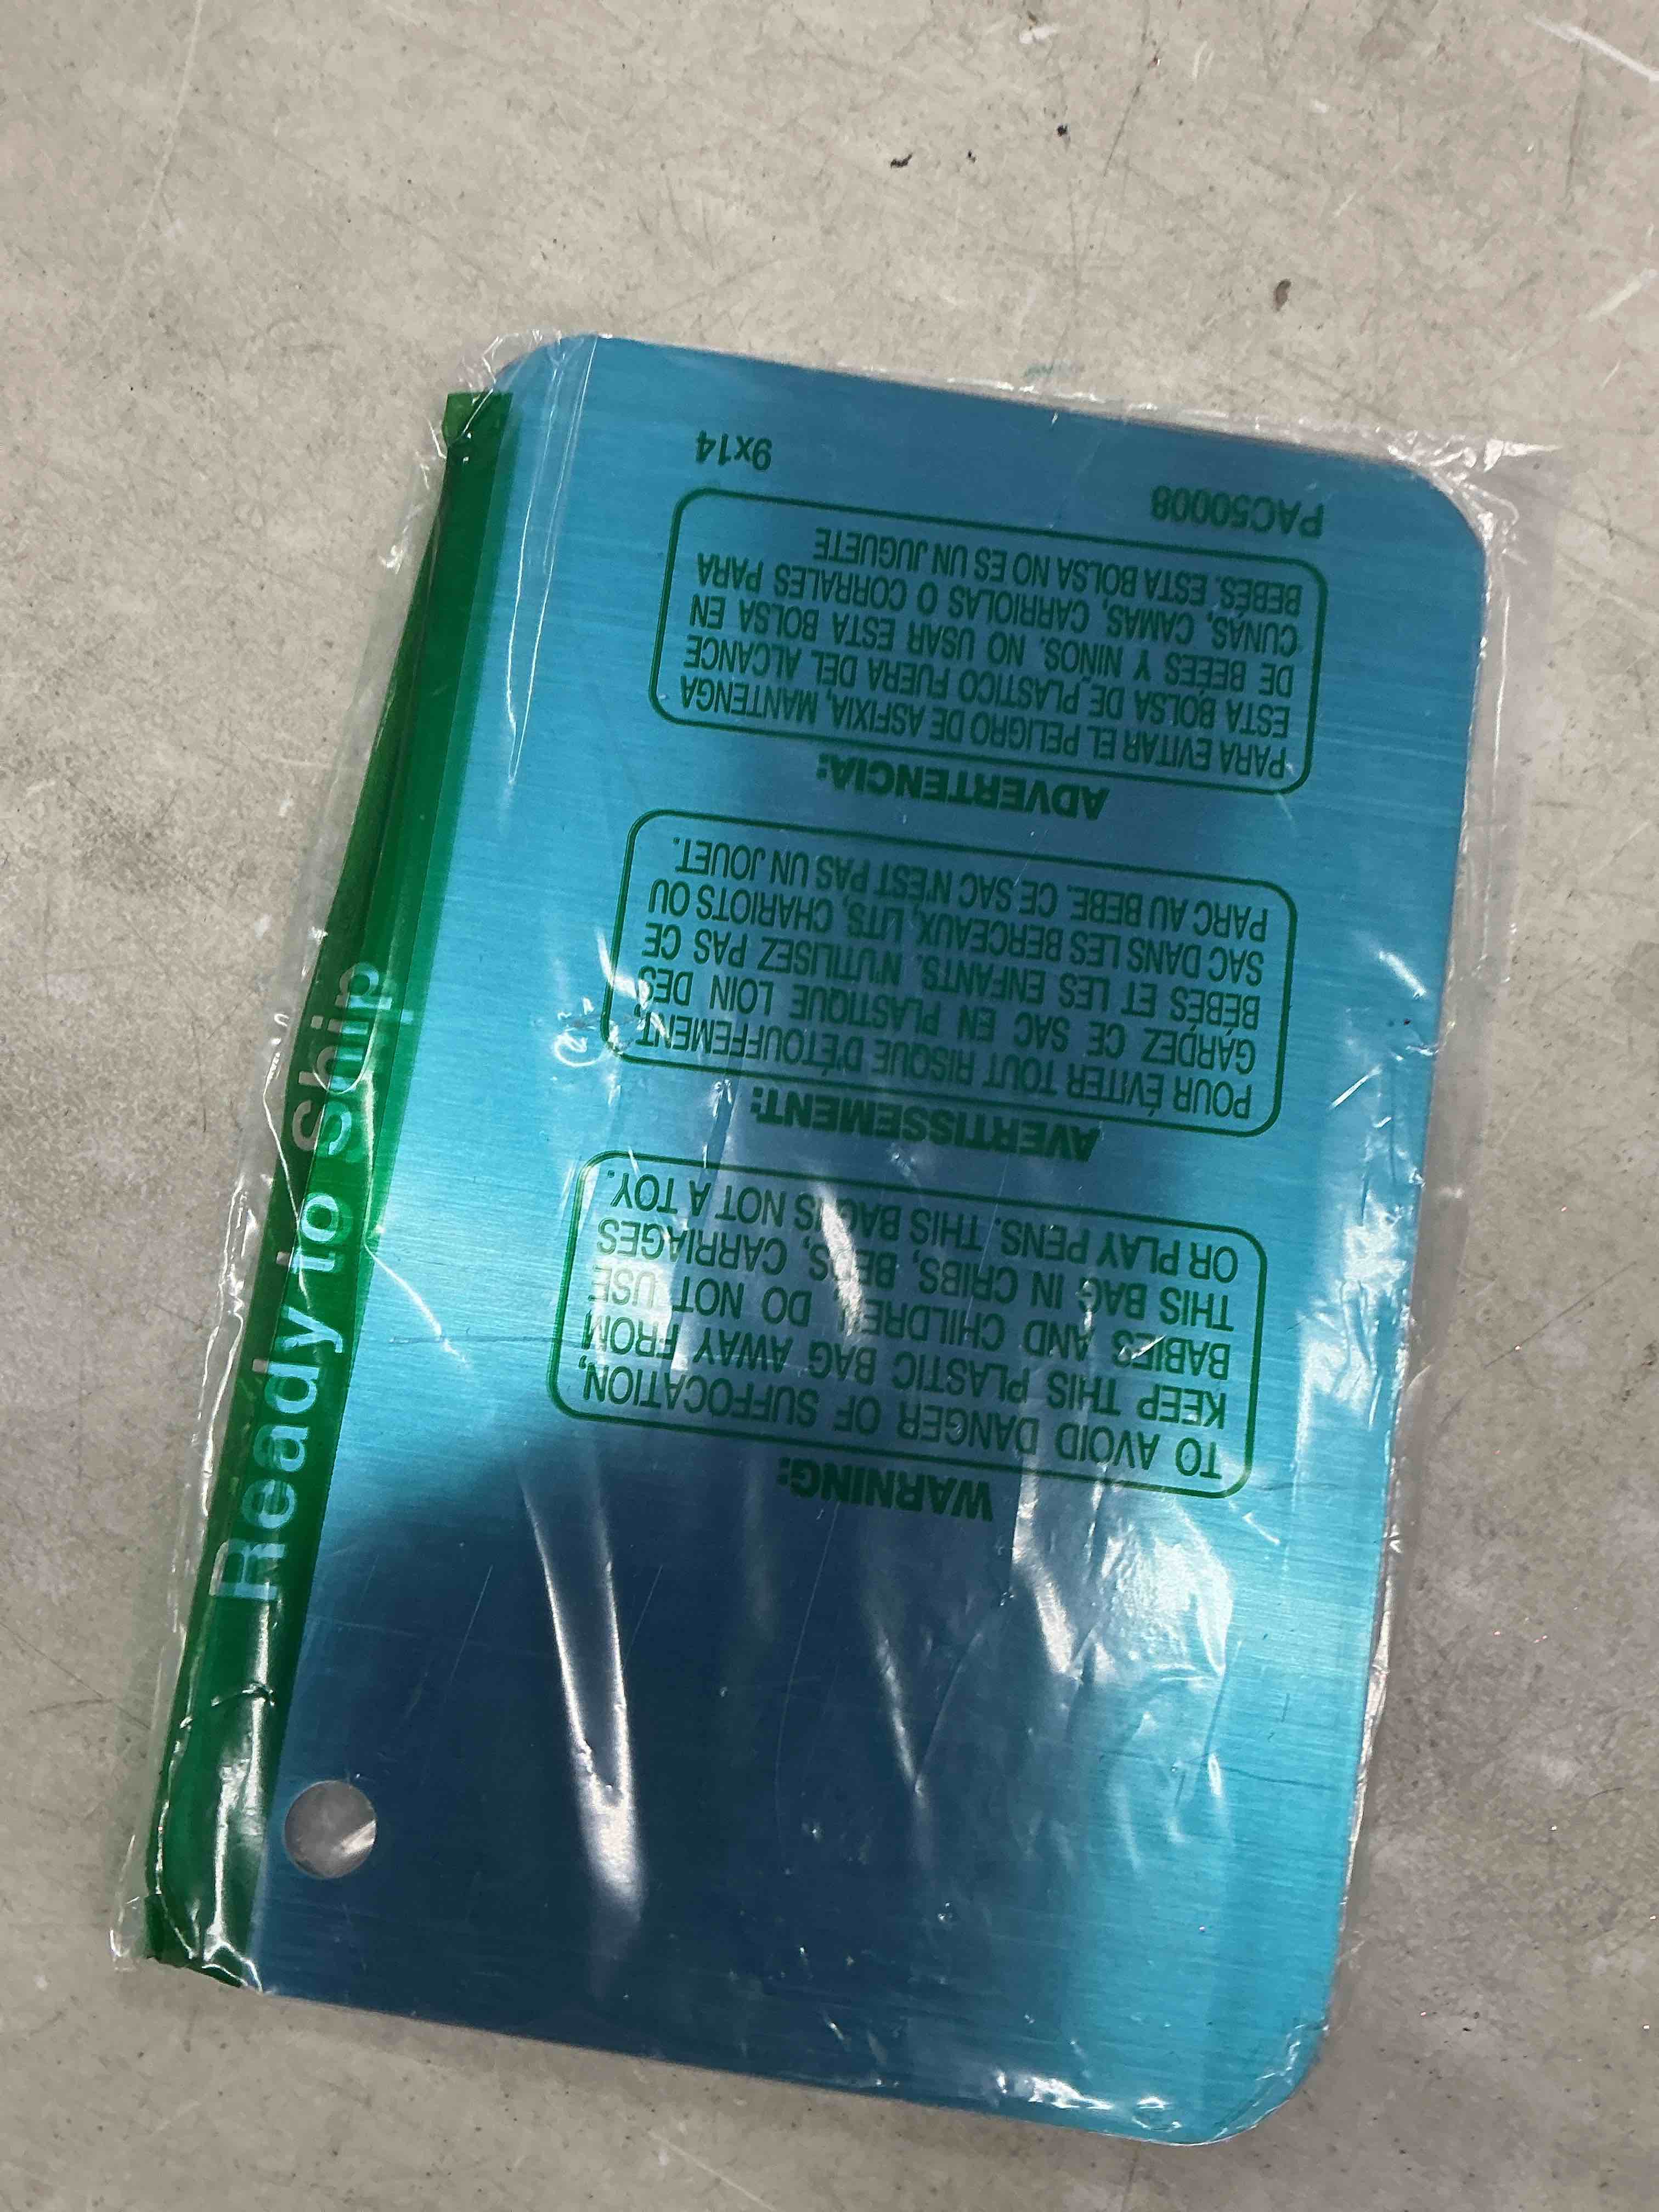 WARNING:
TO AVOID DANGER OF SUFFOCATION,
KEEP THIS PLASTIC BAG AWAY FROM
BABIES AND CHILDREN. DO NOT USE
THIS BAG IN CRIBS, BEDS, CARRIAGES
OR PLAY PENS. THIS BAG IS NOT A TOY.
AVERTISSEMENT:
POUR ÉVITER TOUT RISQUE D'ÉTOUFFEMENT,
GARDEZ CE SAC EN PLASTIQUE LOIN DES
BÉBÉS ET LES ENFANTS. N'UTILISEZ PAS CE
SAC DANS LES BERCEAUX, LITS, CHARIOTS OU
PARC AU BEBE. CE SAC N'EST PAS UN JOUET.
ADVERTENCIA:
PARA EVITAR EL PELIGRO DE ASFIXIA, MANTENGA
ESTA BOLSA DE PLASTICO FUERA DEL ALCANCE
DE BEBES Y NIÑOS. NO USAR ESTA BOLSA EN
CUNAS, CAMAS, CARRIOLAS O CORRALES PARA
BEBÉS. ESTA BOLSA NO ES UN JUGUETE
PAC50008 9x14
Ready to Ship